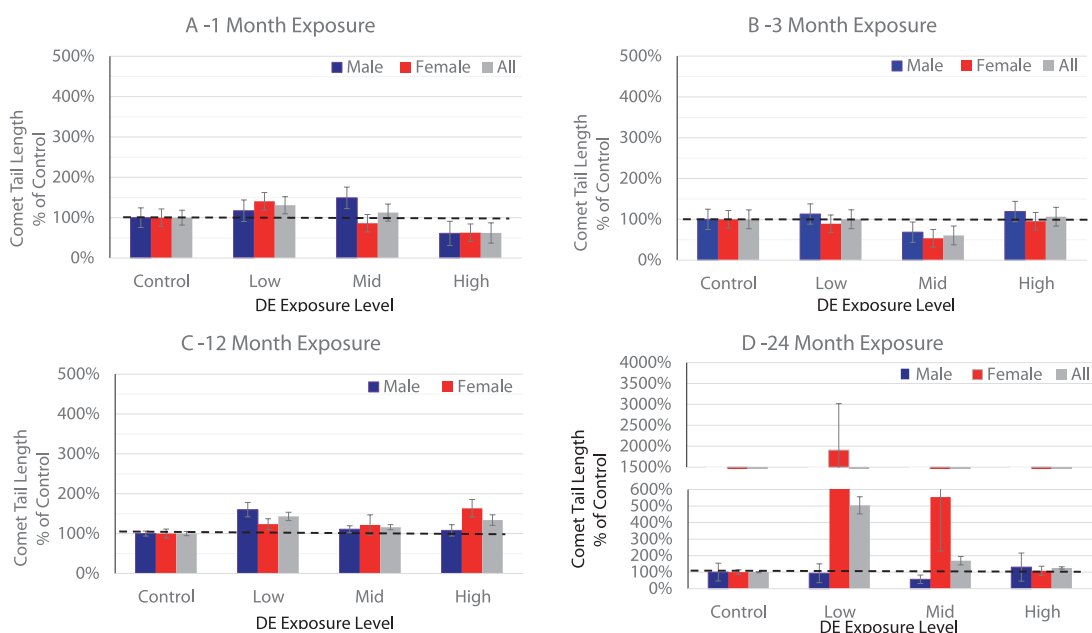 A -1 Month Exposure
500%
400%
300%
200%
100%
0%
Comet Tail Length
% of Control
Male Female All
Control Low Mid High
DE Exposure Level
B -3 Month Exposure
500%
400%
300%
200%
100%
0%
Comet Tail Length
% of Control
Male Female All
Control Low Mid High
DE Exposure Level
C -12 Month Exposure
500%
400%
300%
200%
100%
0%
Comet Tail Length
% of Control
Male Female All
Control Low Mid High
DE Exposure Level
D -24 Month Exposure
4000%
3500%
3000%
2500%
2000%
1500%
600%
500%
400%
300%
200%
100%
0%
Comet Tail Length
% of Control
Male Female All
Control Low Mid High
DE Exposure Level